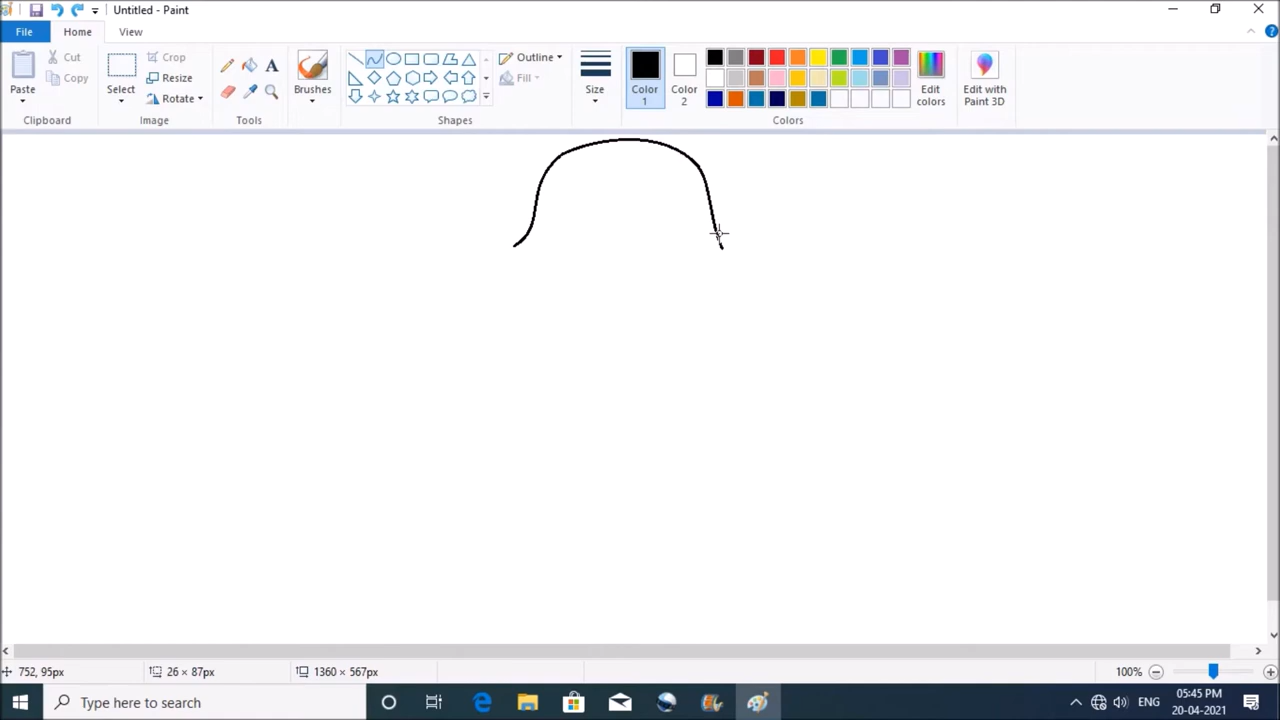 Untitled - Paint
File Home View
Paste
Cut
Copy
Clipboard
Select
Crop
Resize
Rotate
Image
A
Tools
Brushes
Outline
Fill
Shapes
Size
Color 1
Color 2
Edit colors
Colors
Edit with Paint 3D
752, 95px 26 × 87px 1360 × 567px 100%
Type here to search
ENG
05:45 PM
20-04-2021